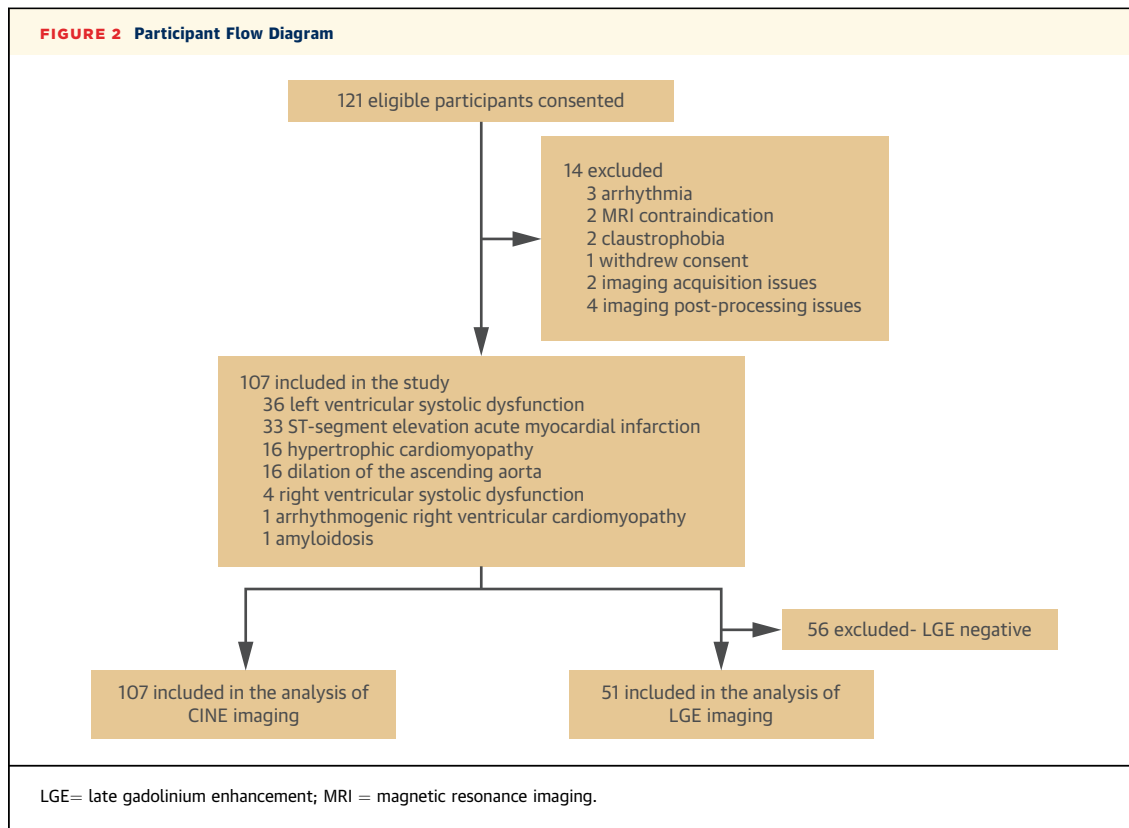 FIGURE 2 Participant Flow Diagram
121 eligible participants consented
14 excluded
3 arrhythmia
2 MRI contraindication
2 claustrophobia
1 withdrew consent
2 imaging acquisition issues
4 imaging post-processing issues
107 included in the study
36 left ventricular systolic dysfunction
33 ST-segment elevation acute myocardial infarction
16 hypertrophic cardiomyopathy
16 dilation of the ascending aorta
4 right ventricular systolic dysfunction
1 arrhythmogenic right ventricular cardiomyopathy
1 amyloidosis
56 excluded- LGE negative
107 included in the analysis of
CINE imaging
51 included in the analysis of
LGE imaging
LGE= late gadolinium enhancement; MRI = magnetic resonance imaging.